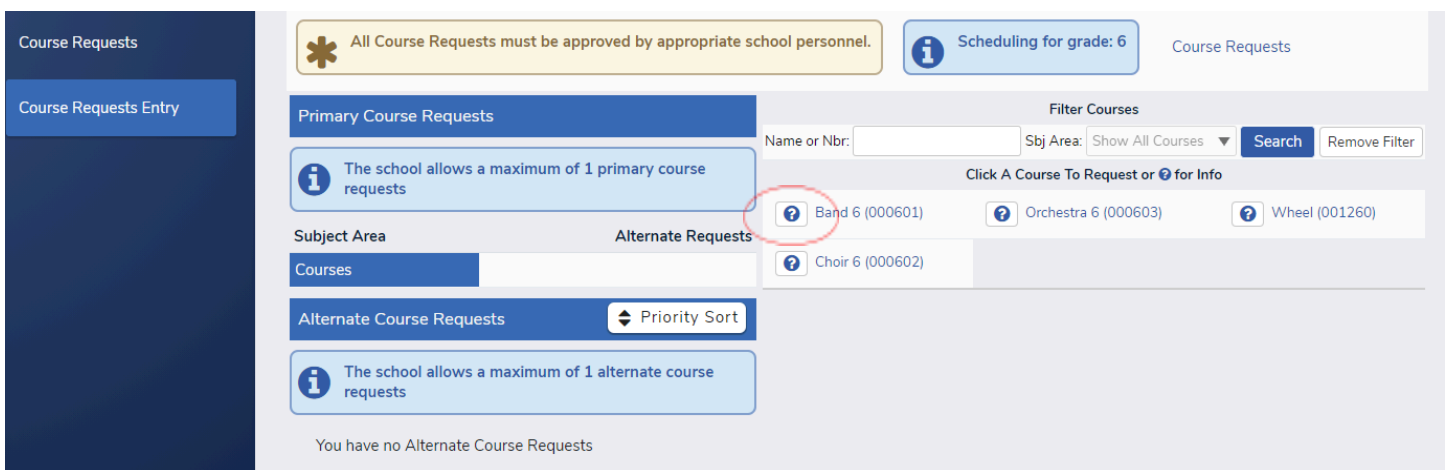 Course Requests
Course Requests Entry
All Course Requests must be approved by appropriate school personnel.
Scheduling for grade: 6
Course Requests
Primary Course Requests
The school allows a maximum of 1 primary course
requests
Subject Area Alternate Requests
Courses
Alternate Course Requests Priority Sort
The school allows a maximum of 1 alternate course
requests
You have no Alternate Course Requests
Filter Courses
Name or Nbr: Sbj Area: Show All Courses Search Remove Filter
Click A Course To Request or ? for Info
? Band 6 (000601) ? Orchestra 6 (000603) ? Wheel (001260)
? Choir 6 (000602)